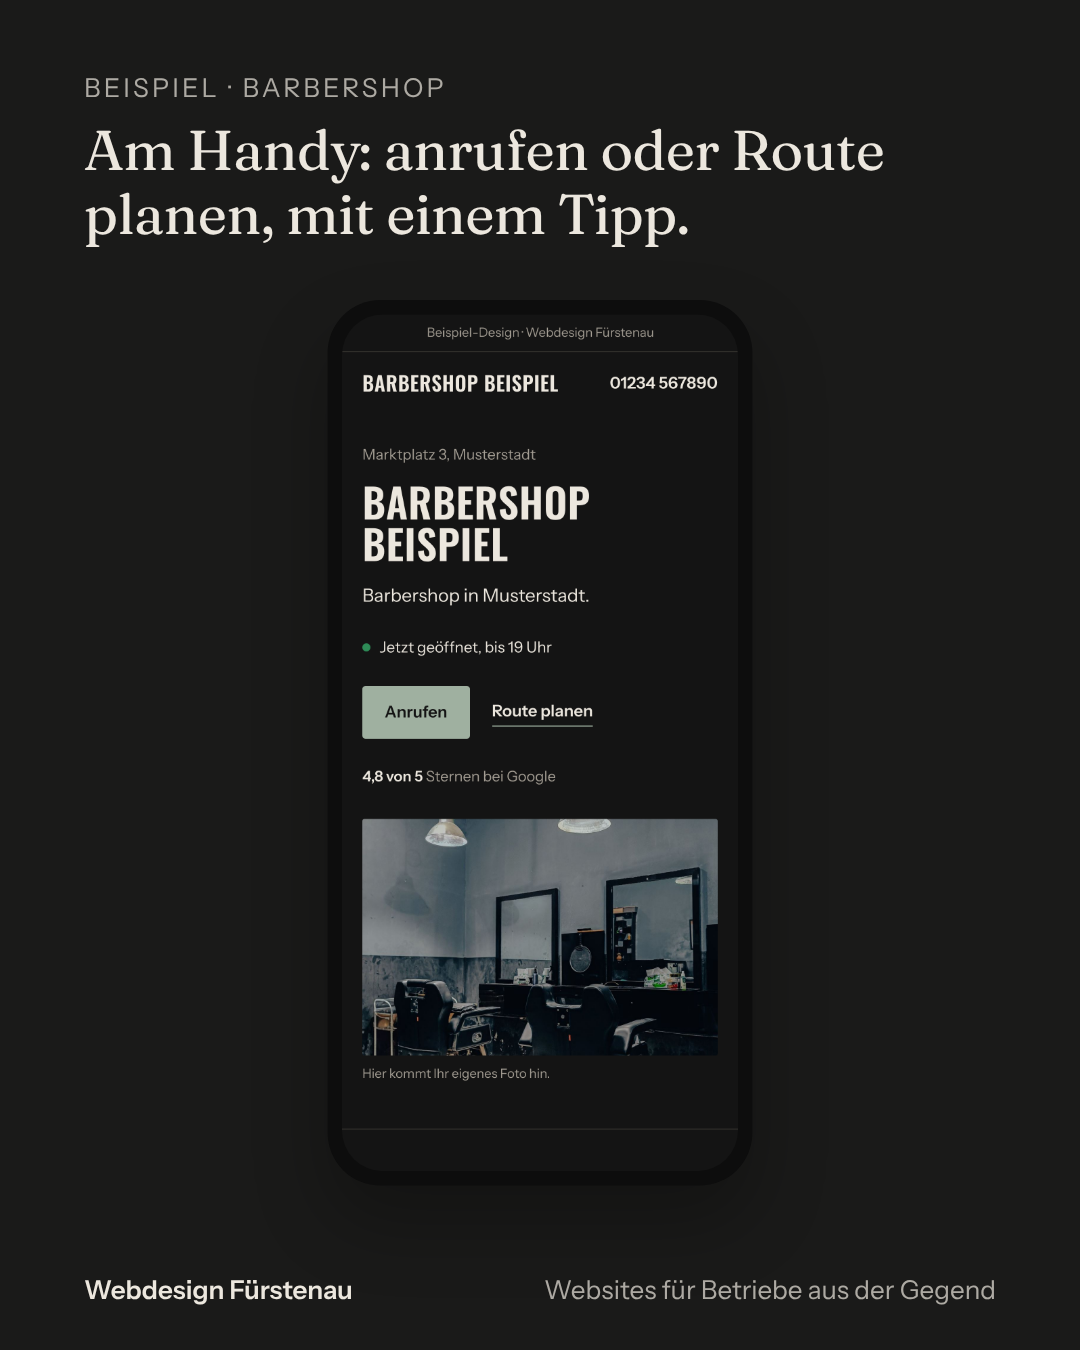 BEISPIEL · BARBERSHOP
Am Handy: anrufen oder Route
planen, mit einem Tipp.
Beispiel-Design · Webdesign Fürstenau
BARBERSHOP BEISPIEL
01234 567890
Marktplatz 3, Musterstadt
BARBERSHOP
BEISPIEL
Barbershop in Musterstadt.
Jetzt geöffnet, bis 19 Uhr
Anrufen
Route planen
4,8 von 5 Sternen bei Google
Hier kommt Ihr eigenes Foto hin.
Webdesign Fürstenau
Websites für Betriebe aus der Gegend